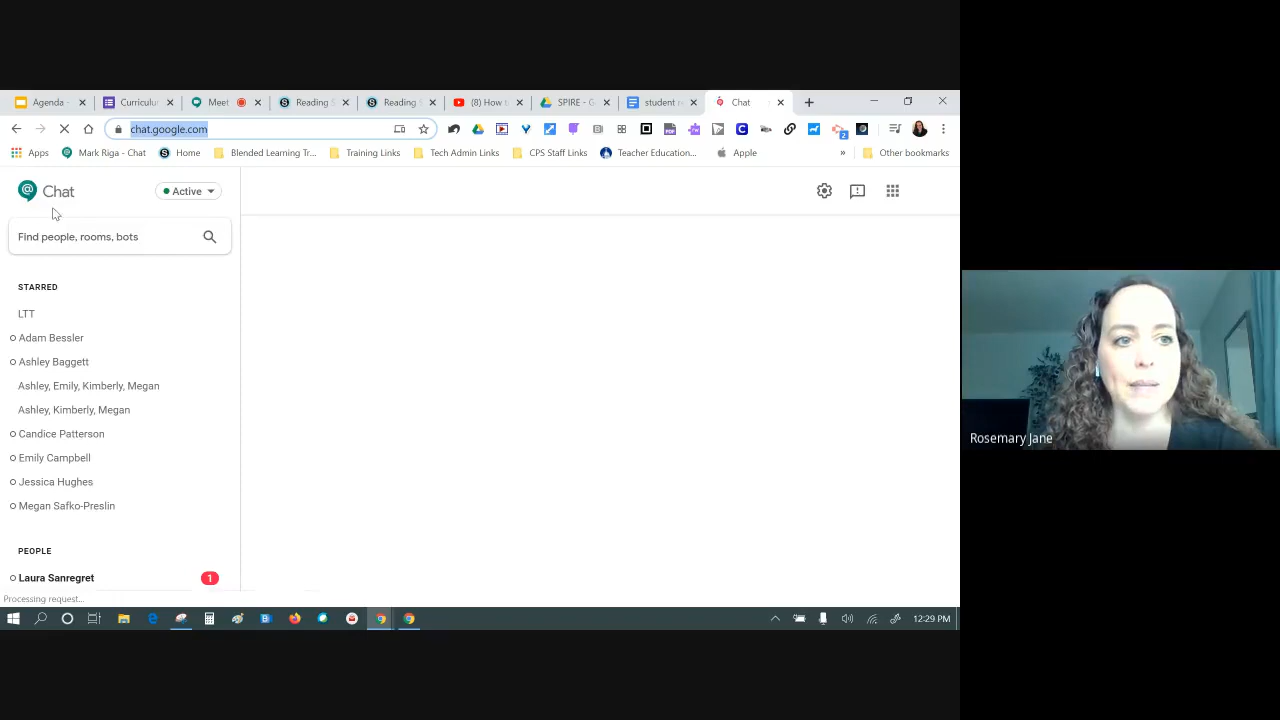 Agenda -
Curriculu
Meet
Reading S
Reading S
(8) How t
SPIRE - G
student r
Chat
chat.google.com
2
Apps
Mark Riga - Chat
Home
Blended Learning Tr...
Training Links
Tech Admin Links
CPS Staff Links
Teacher Education...
Apple
»
Other bookmarks
Chat
Active
Find people, rooms, bots
STARRED
LTT
Adam Bessler
Ashley Baggett
Ashley, Emily, Kimberly, Megan
Ashley, Kimberly, Megan
Candice Patterson
Emily Campbell
Jessica Hughes
Megan Safko-Preslin
PEOPLE
Laura Sanregret
1
Processing request...
12:29 PM
Rosemary Jane